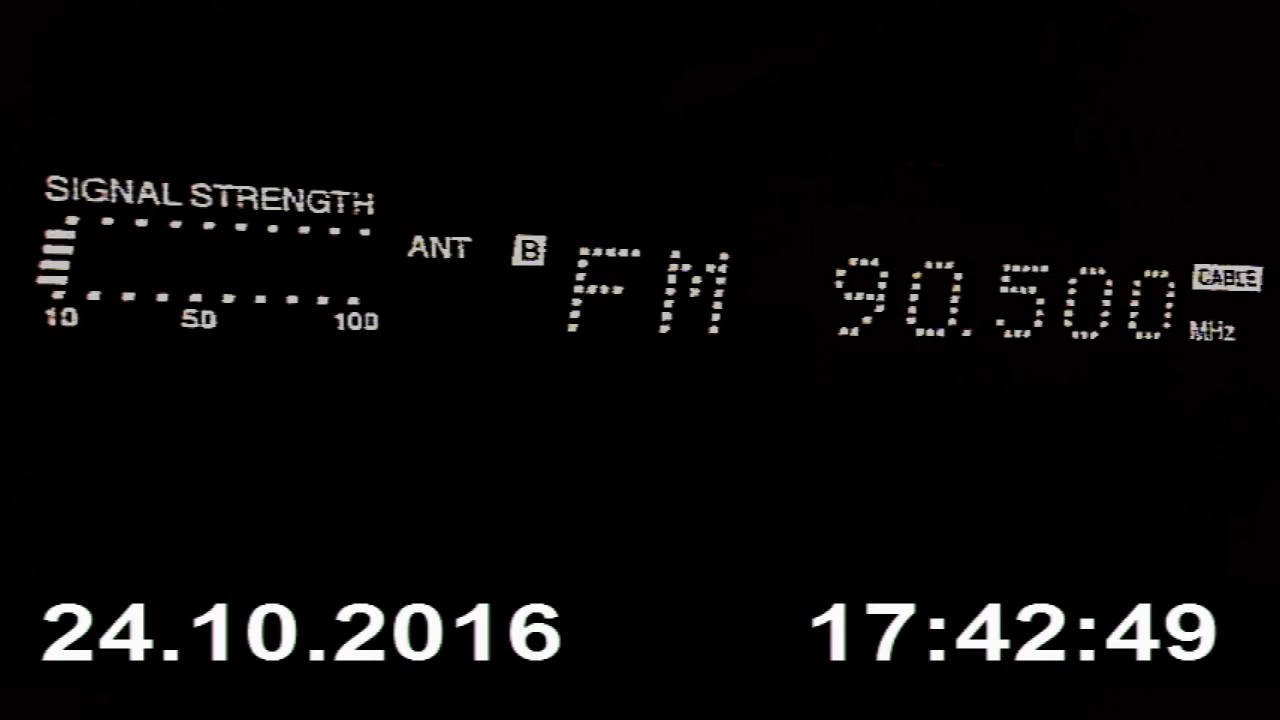 SIGNAL STRENGTH
10 50 100
ANT B FM 90.500 CABLE
MHz
24.10.2016 17:42:49